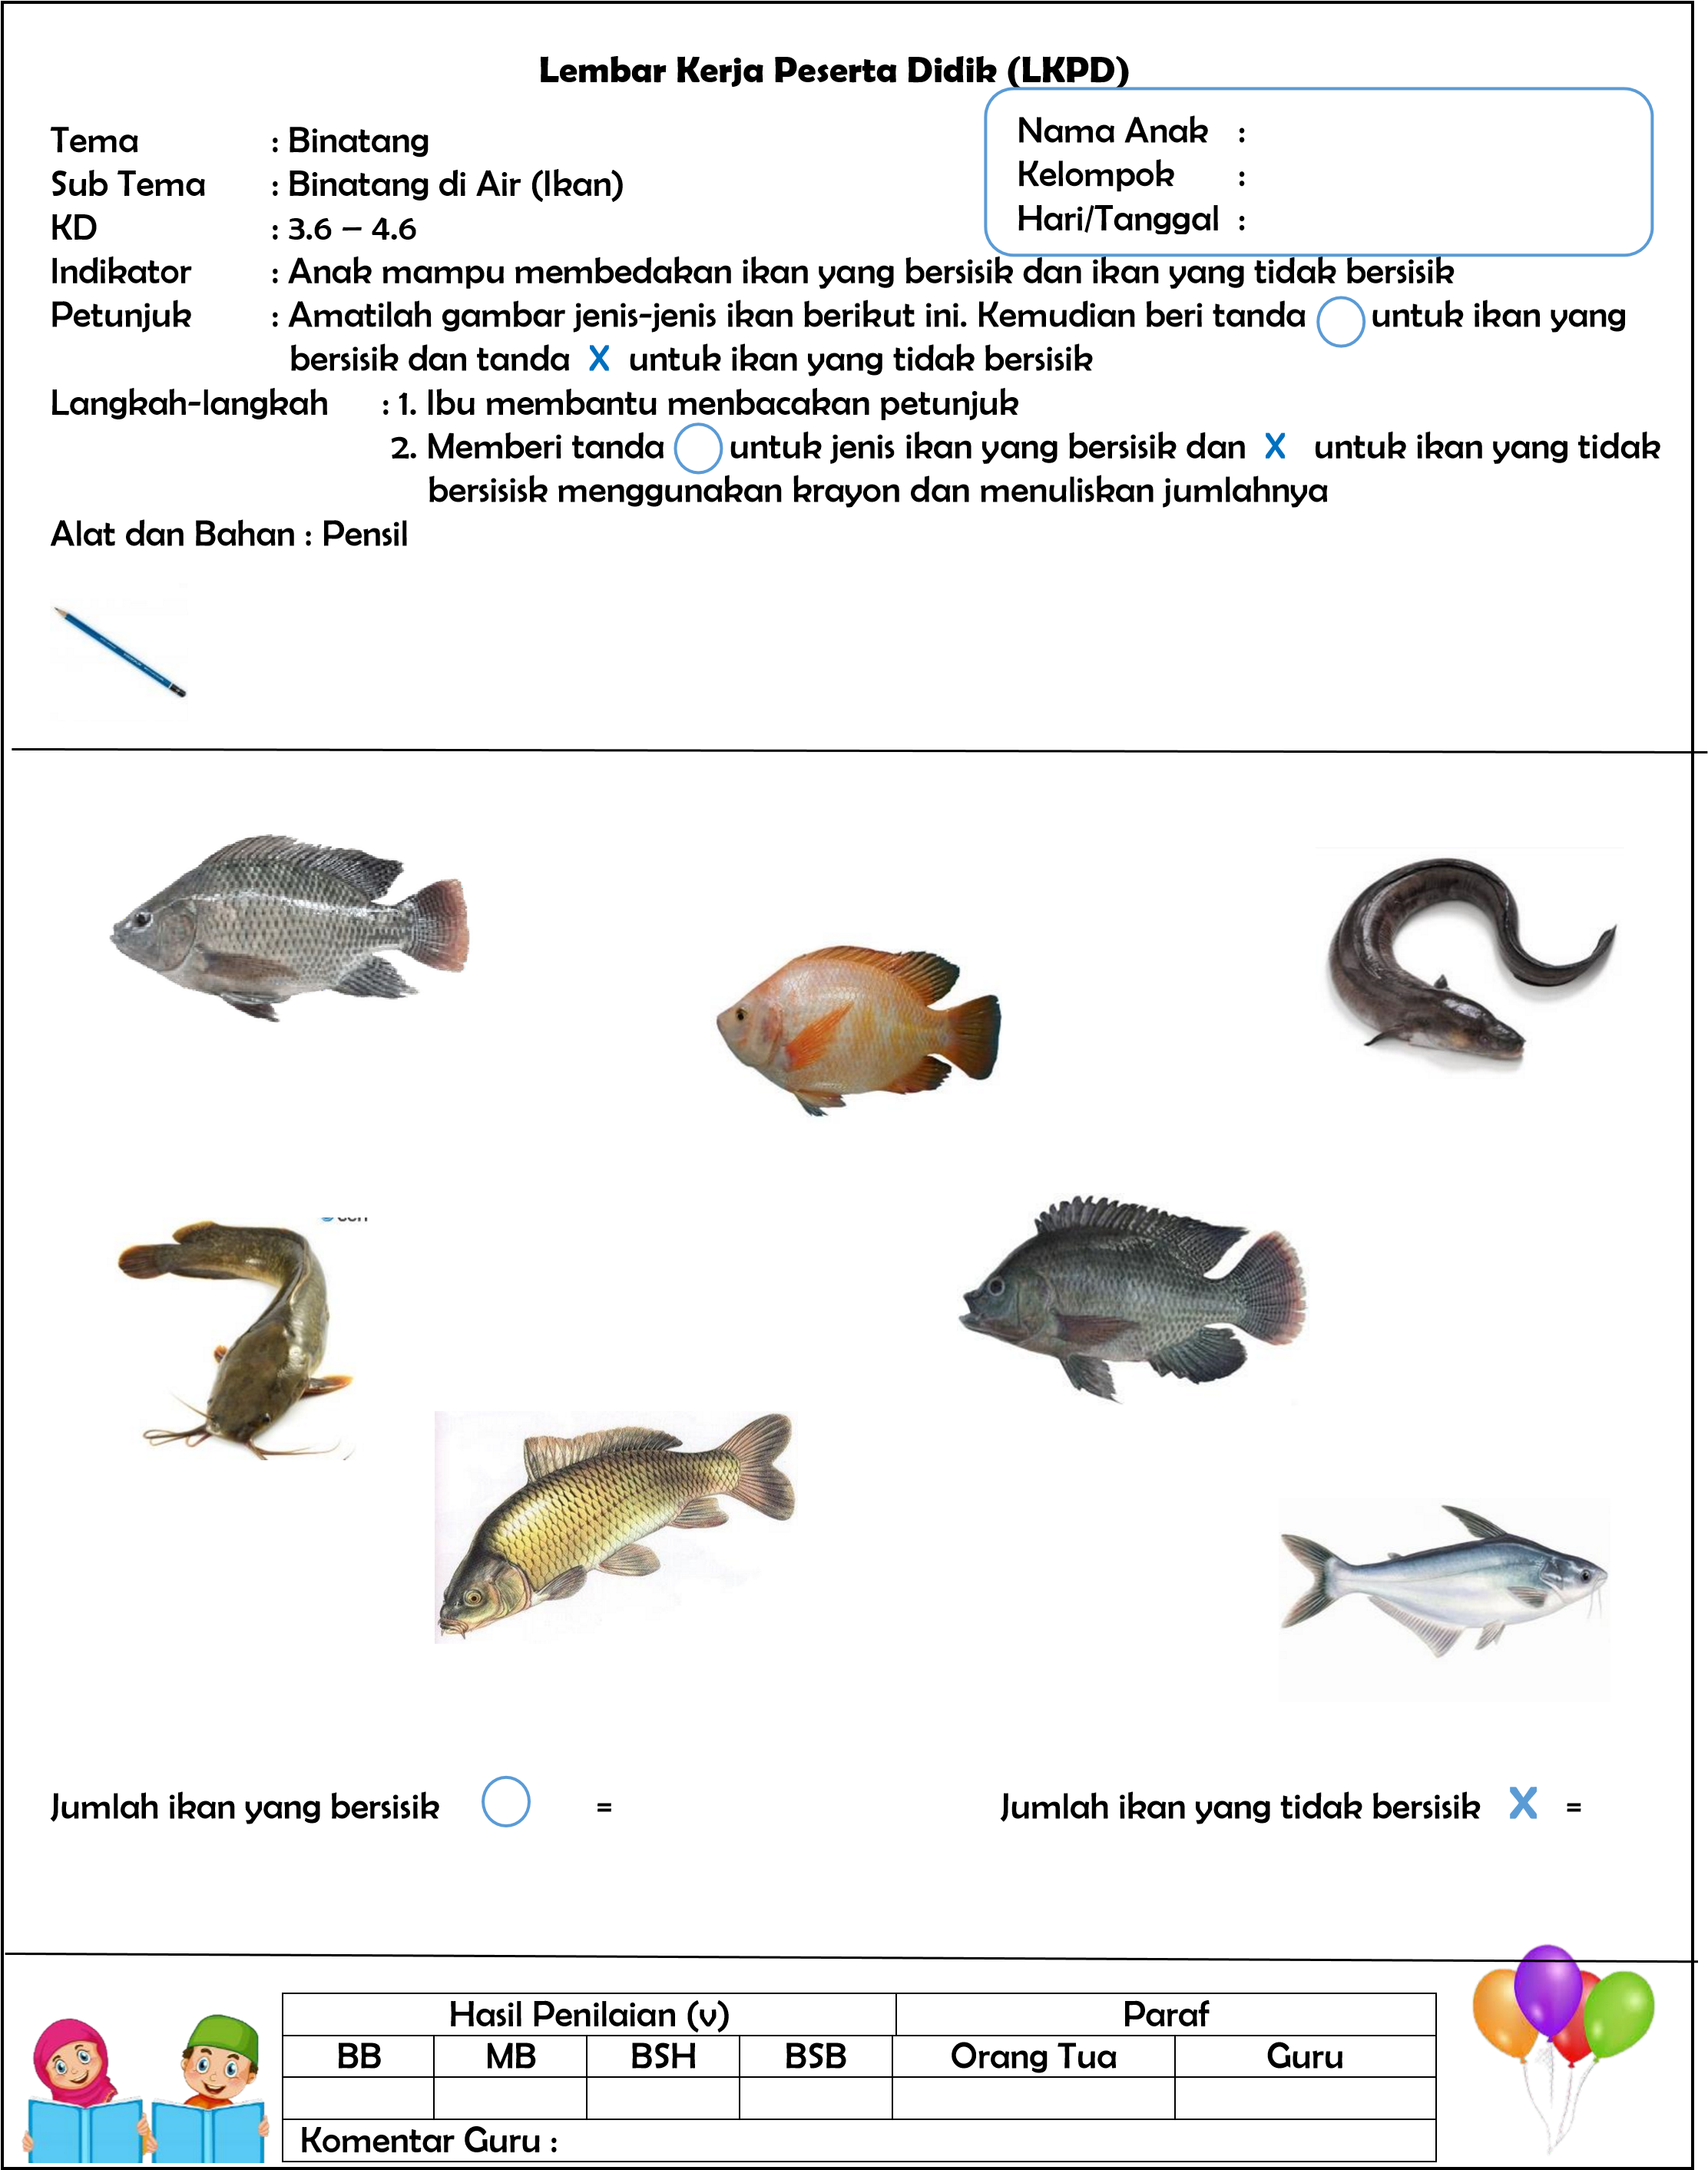 Lembar Kerja Peserta Didik (LKPD)
Nama Anak :
Kelompok :
Hari/Tanggal :
Tema : Binatang
Sub Tema : Binatang di Air (Ikan)
KD : 3.6 – 4.6
Indikator : Anak mampu membedakan ikan yang bersisik dan ikan yang tidak bersisik
Petunjuk : Amatilah gambar jenis-jenis ikan berikut ini. Kemudian beri tanda untuk ikan yang
bersisik dan tanda X untuk ikan yang tidak bersisik
Langkah-langkah : 1. Ibu membantu menbacakan petunjuk
2. Memberi tanda untuk jenis ikan yang bersisik dan X untuk ikan yang tidak
bersisisk menggunakan krayon dan menuliskan jumlahnya
Alat dan Bahan : Pensil
Jumlah ikan yang bersisik =
Jumlah ikan yang tidak bersisik X =
Hasil Penilaian (v) Paraf
BB MB BSH BSB Orang Tua Guru
Komentar Guru :